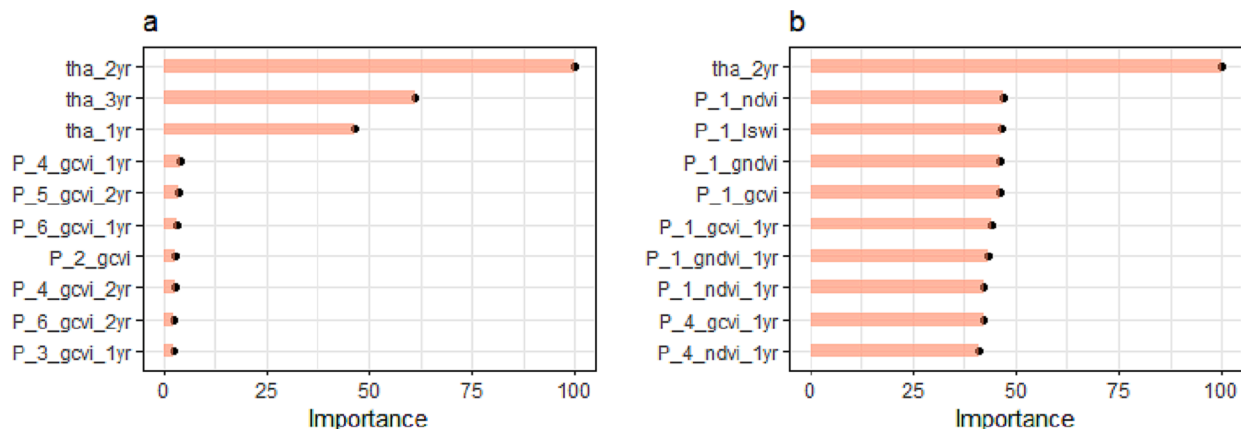 a
tha_2yr
tha_3yr
tha_1yr
P_4_gcvi_1yr
P_5_gcvi_2yr
P_6_gcvi_1yr
P_2_gcvi
P_4_gcvi_2yr
P_6_gcvi_2yr
P_3_gcvi_1yr
0 25 50 75 100
Importance
b
tha_2yr
P_1_ndvi
P_1_lswi
P_1_gndvi
P_1_gcvi
P_1_gcvi_1yr
P_1_gndvi_1yr
P_1_ndvi_1yr
P_4_gcvi_1yr
P_4_ndvi_1yr
0 25 50 75 100
Importance